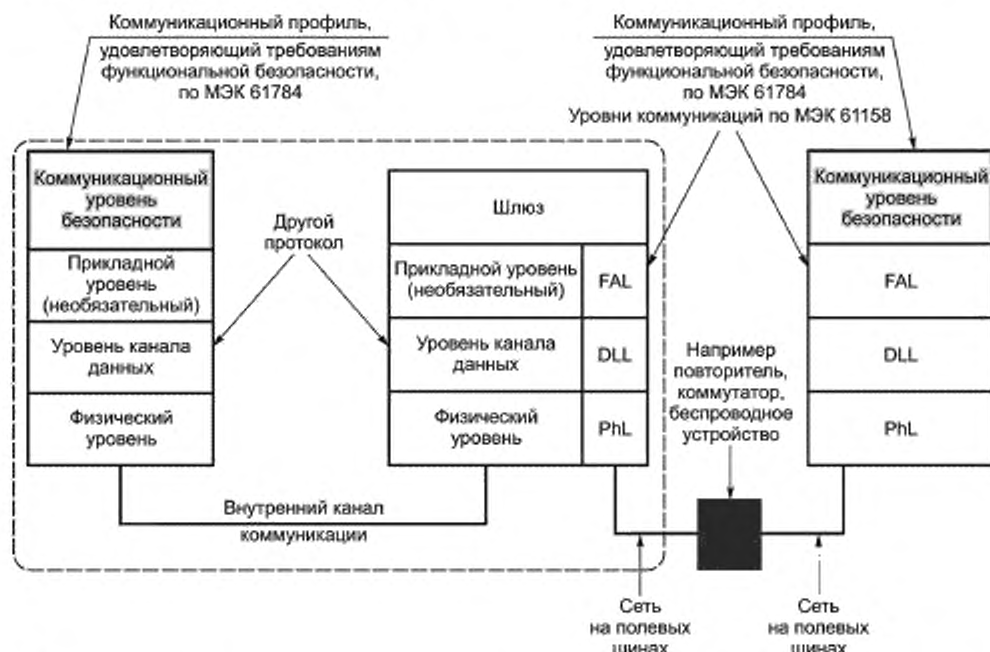 Коммуникационный профиль,
удовлетворяющий требованиям
функциональной безопасности,
по МЭК 61784
Коммуникационный профиль,
удовлетворяющий требованиям
функциональной безопасности,
по МЭК 61784
Уровни коммуникаций по МЭК 61158
Коммуникационный
уровень
безопасности
Прикладной
уровень
(необязательный)
Уровень канала
данных
Физический
уровень
Другой
протокол
Шлюз
Прикладной уровень
(необязательный)
FAL
Уровень канала
данных
DLL
Физический
уровень
PhL
Например
повторитель,
коммутатор,
беспроводное
устройство
Коммуникационный
уровень
безопасности
FAL
DLL
PhL
Внутренний канал
коммуникации
Сеть
на полевых
шинах
Сеть
на полевых
шинах